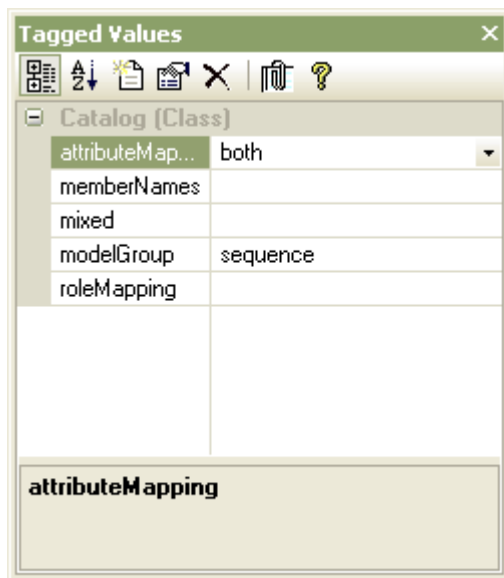 Tagged Values
Catalog (Class)
attributeMap... both
memberNames
mixed
modelGroup sequence
roleMapping
attributeMapping